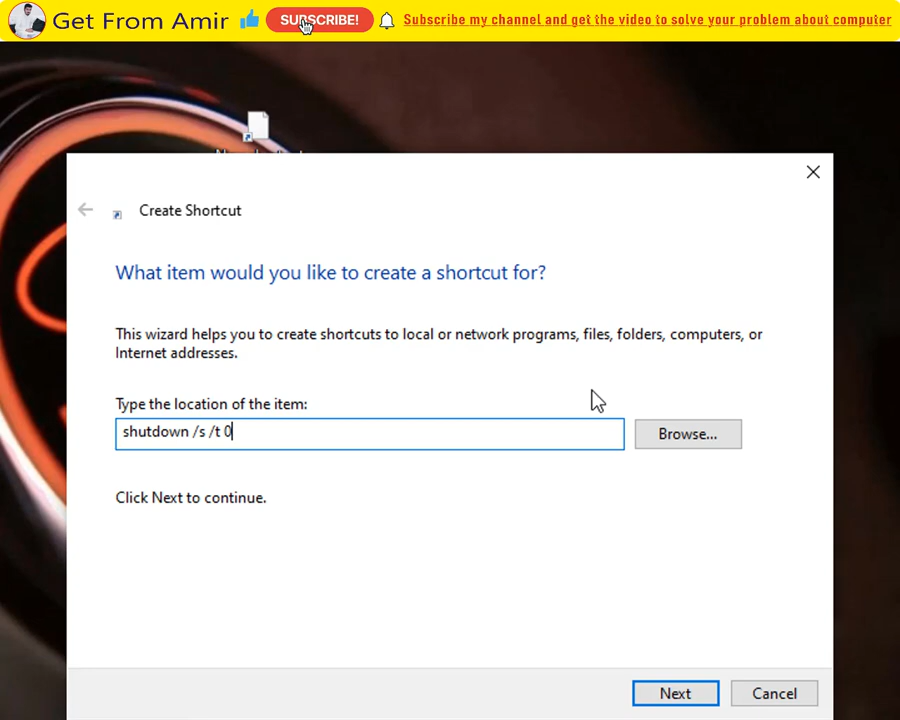 Get From Amir SUBSCRIBE! Subscribe my channel and get the video to solve your problem about computer
Create Shortcut
What item would you like to create a shortcut for?
This wizard helps you to create shortcuts to local or network programs, files, folders, computers, or
Internet addresses.
Type the location of the item:
shutdown /s /t 0
Browse...
Click Next to continue.
Next Cancel